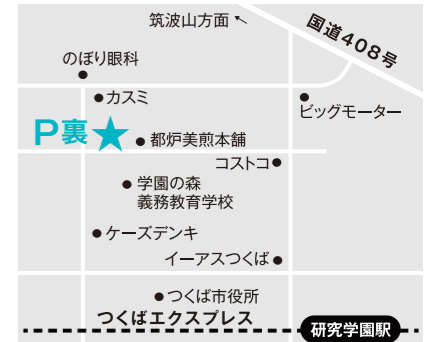 筑波山方面
国道408号
のぼり眼科
カスミ
ビッグモーター
P裏★
都炉美煎本舗
コストコ
学園の森
義務教育学校
ケーズデンキ
イーアスつくば
つくば市役所
つくばエクスプレス
研究学園駅